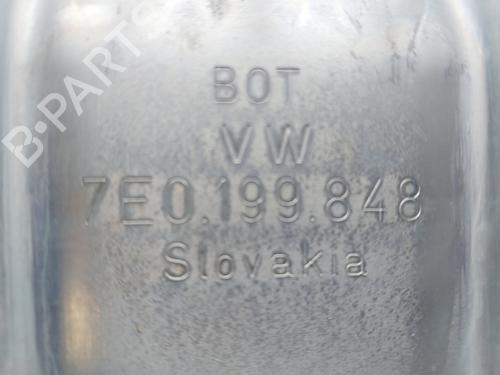 B-PARTS
BOT
VW
7E0.199.848
Slovakia